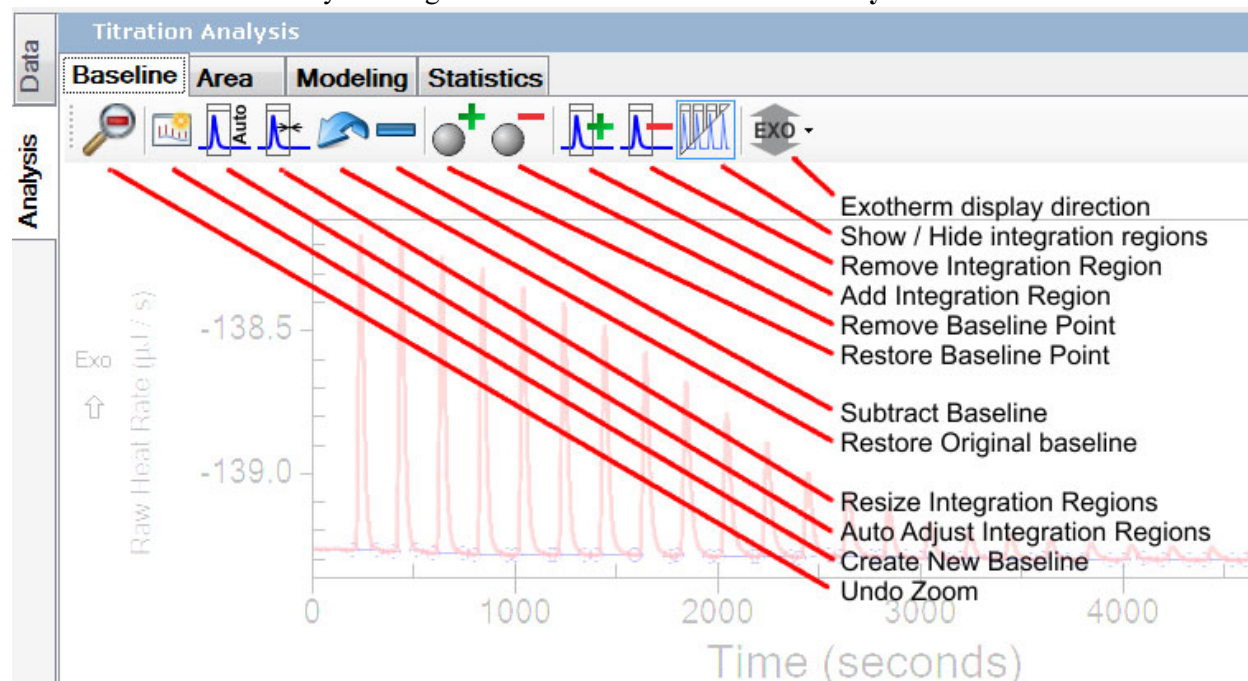 Titration Analysis
Data
Analysis
Baseline Area Modeling Statistics
Auto
EXO
Exotherm display direction
Show / Hide integration regions
Remove Integration Region
Add Integration Region
Remove Baseline Point
Restore Baseline Point
Subtract Baseline
Restore Original baseline
Resize Integration Regions
Auto Adjust Integration Regions
Create New Baseline
Undo Zoom
Exo
Raw Heat Rate (µJ / s)
-138.5
-139.0
0 1000 2000 3000 4000
Time (seconds)